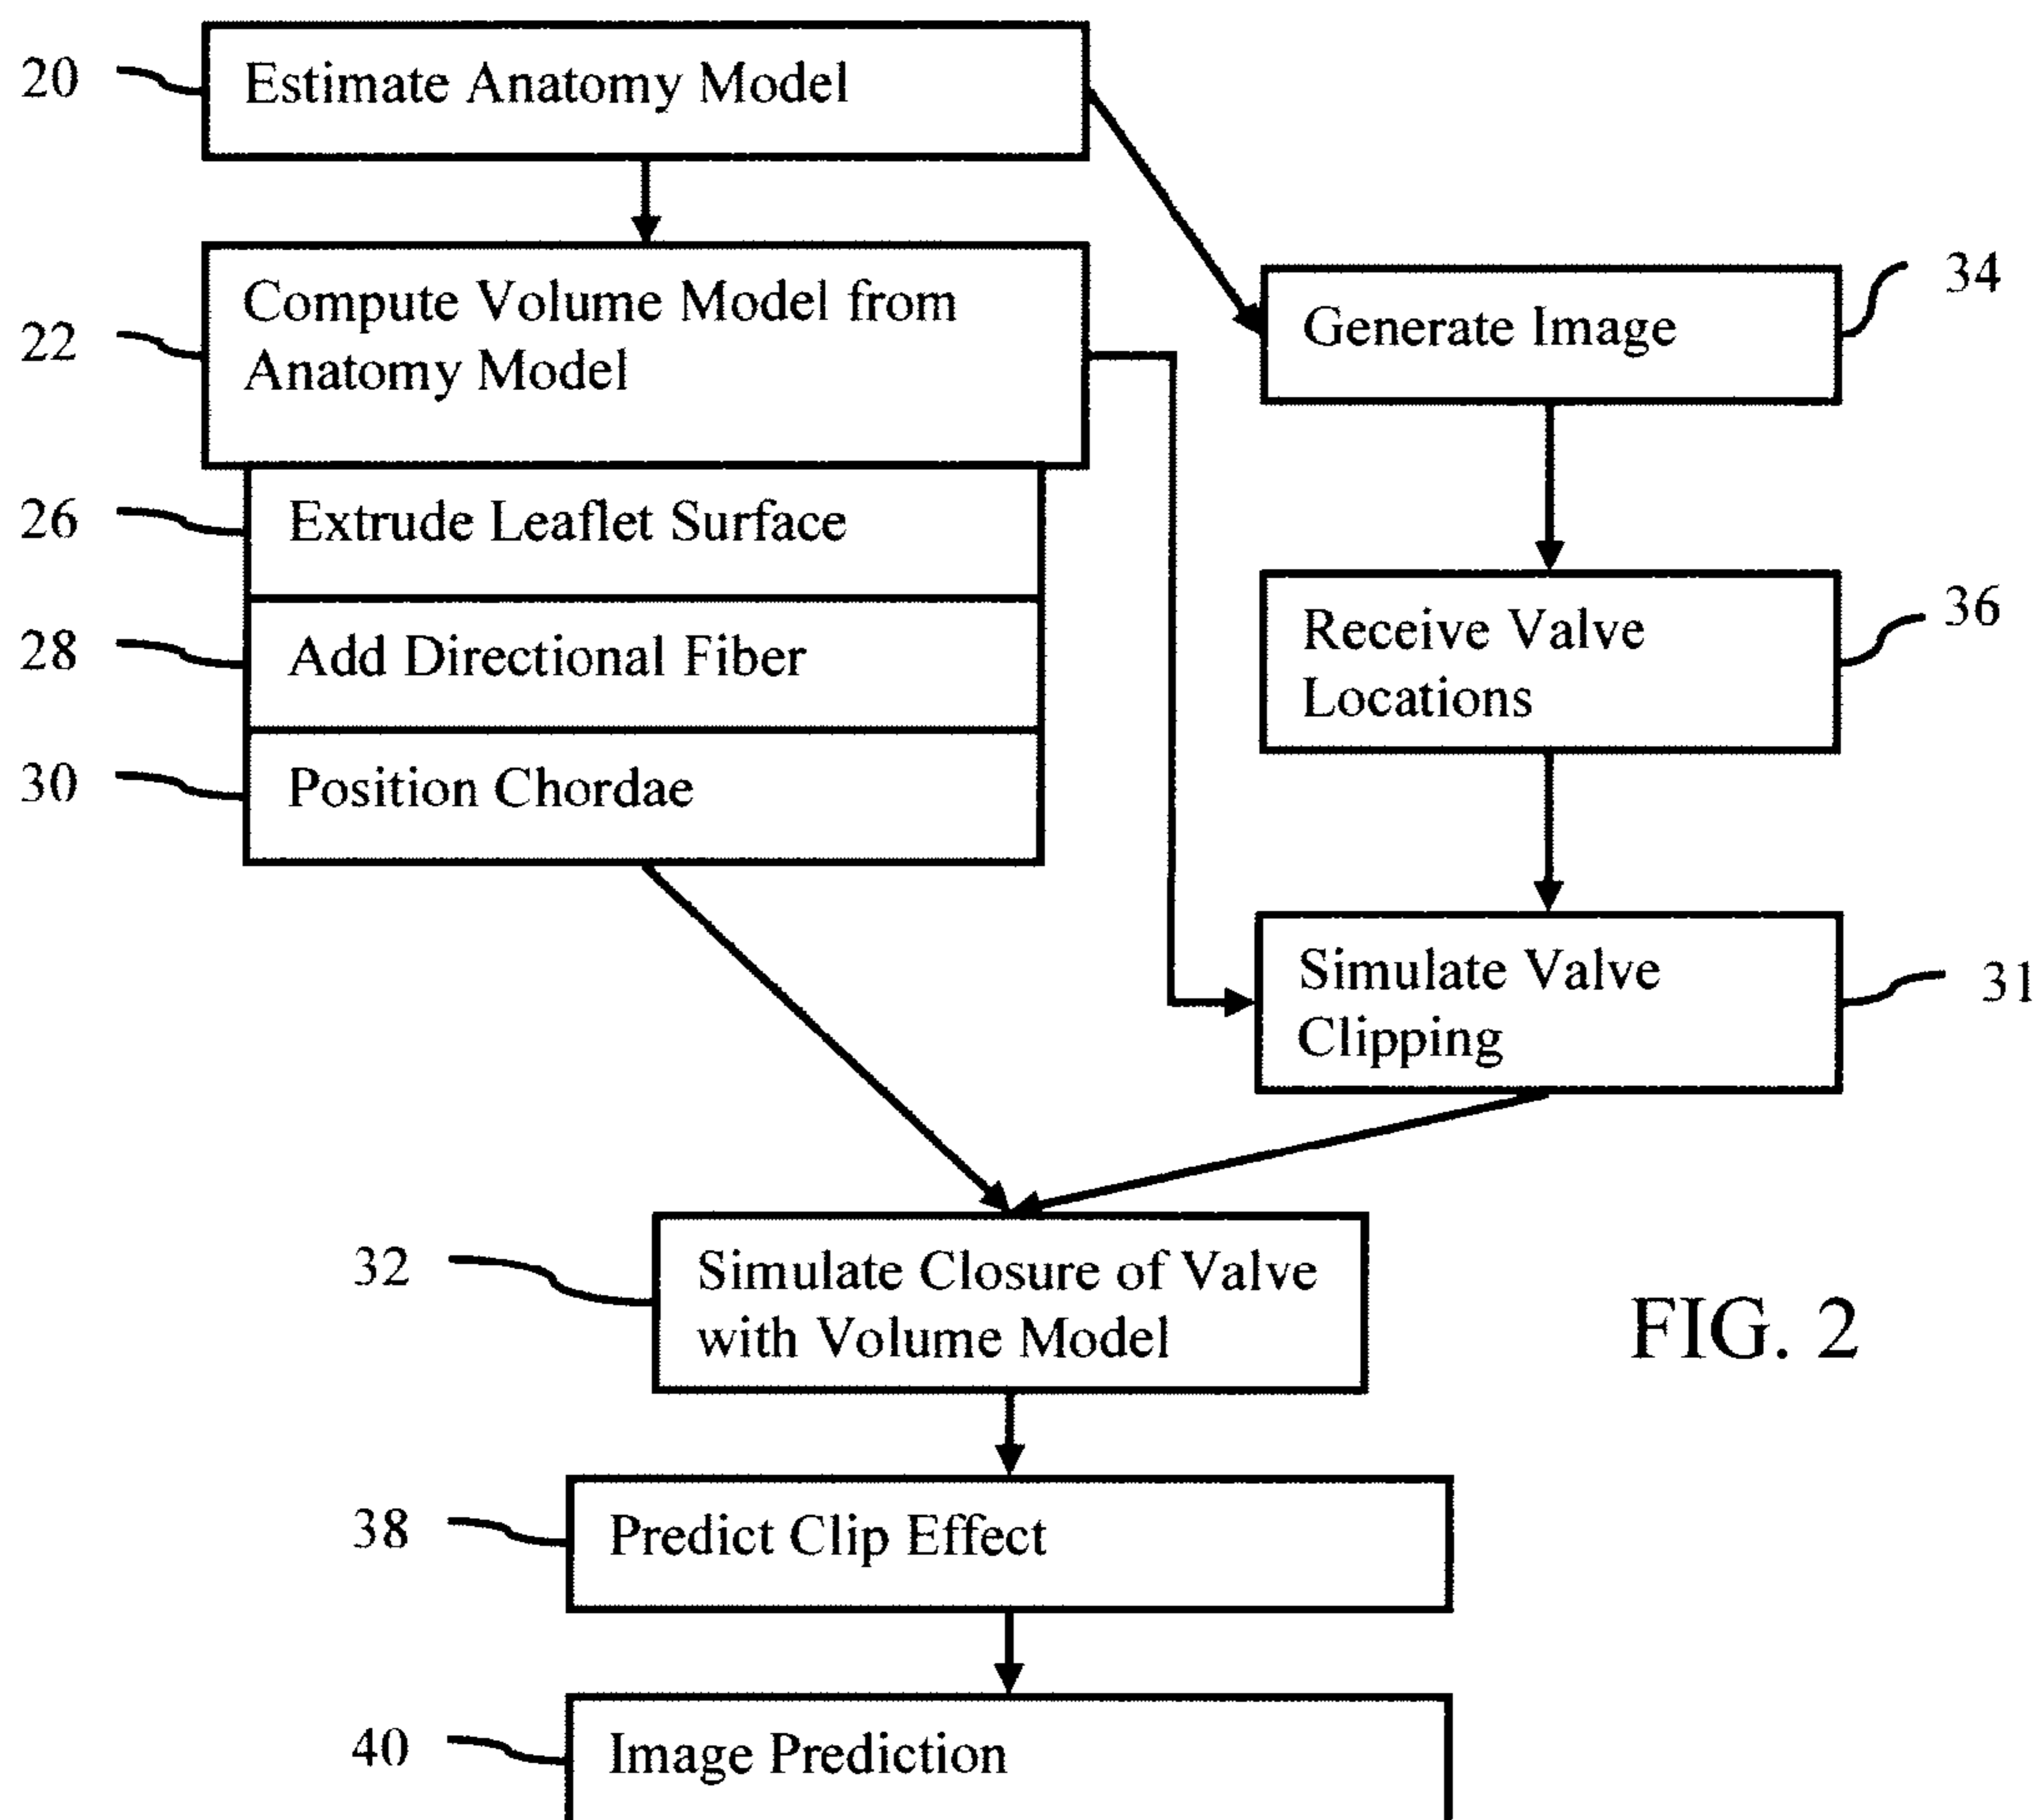 20
Estimate Anatomy Model
22
Compute Volume Model from
Anatomy Model
34
Generate Image
26
Extrude Leaflet Surface
36
Receive Valve
Locations
28
Add Directional Fiber
30
Position Chordae
31
Simulate Valve
Clipping
32
Simulate Closure of Valve
with Volume Model
FIG. 2
38
Predict Clip Effect
40
Image Prediction